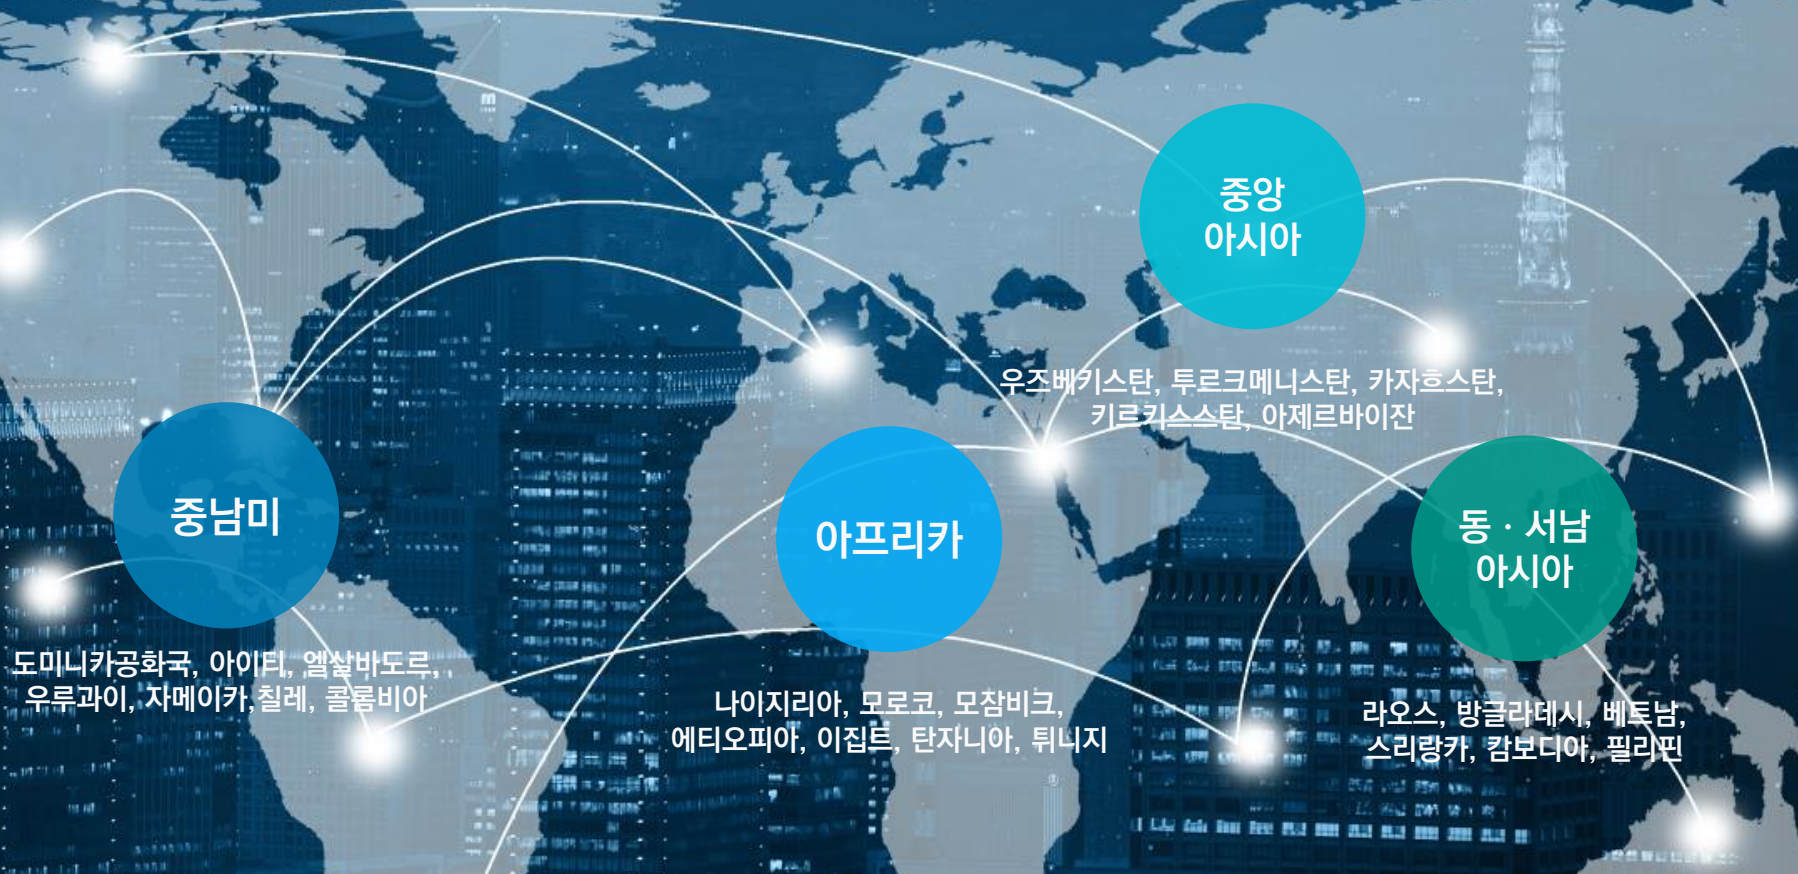 중앙
아시아
우즈베키스탄, 투르크메니스탄, 카자흐스탄,
키르키스스탄, 아제르바이잔
중남미
도미니카공화국, 아이티, 엘살바도르,
우루과이, 자메이카,칠레, 콜롬비아
아프리카
나이지리아, 모로코, 모잠비크,
에티오피아, 이집트, 탄자니아, 튀니지
동 · 서남
아시아
라오스, 방글라데시, 베트남,
스리랑카, 캄보디아, 필리핀